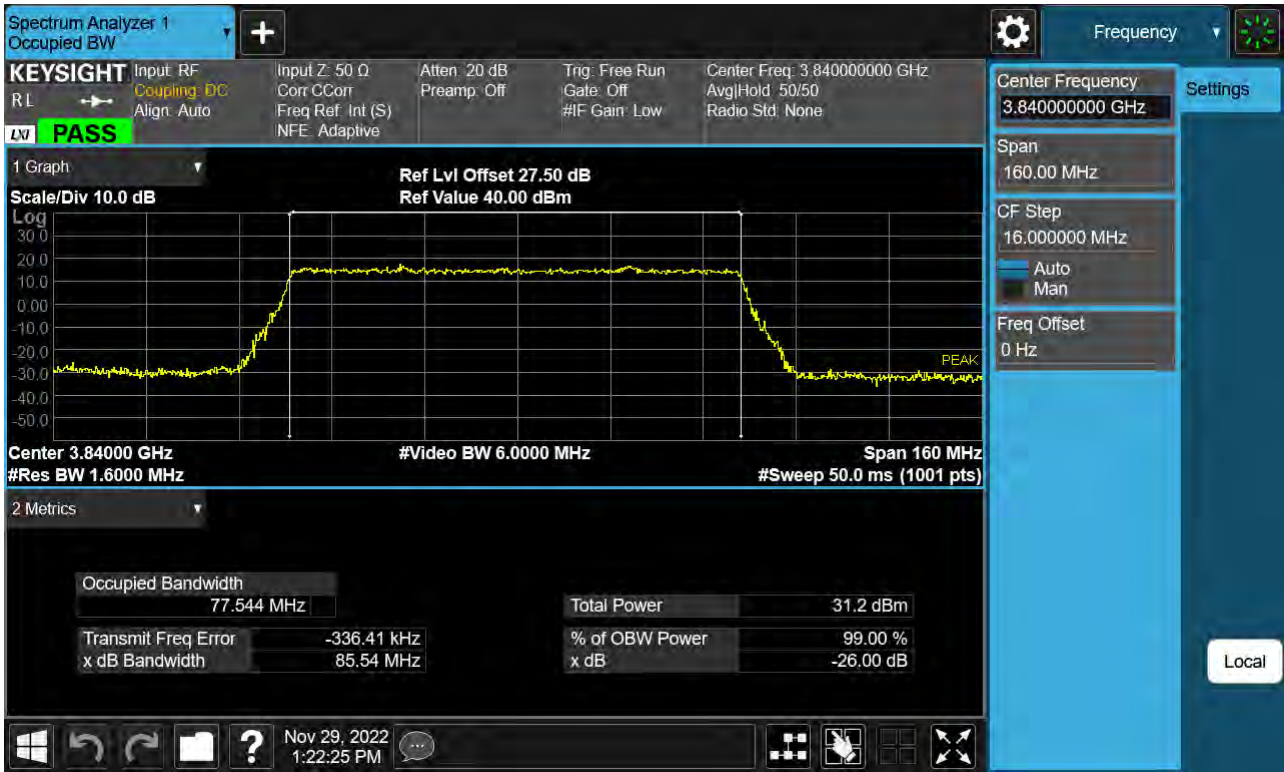 Spectrum Analyzer 1
Occupied BW
Frequency
KEYSIGHT
RL
LXI
PASS
Input: RF
Coupling: DC
Align: Auto
Input Z: 50 Ω
Corr CCorr
Freq Ref: Int (S)
NFE: Adaptive
Atten: 20 dB
Preamp: Off
Trig: Free Run
Gate: Off
#IF Gain: Low
Center Freq: 3.840000000 GHz
Avg|Hold: 50/50
Radio Std: None
Center Frequency
3.840000000 GHz
Span
160.00 MHz
CF Step
16.000000 MHz
Auto
Man
Freq Offset
0 Hz
Settings
Local
1 Graph
Scale/Div 10.0 dB
Ref Lvl Offset 27.50 dB
Ref Value 40.00 dBm
Log
30.0
20.0
10.0
0.00
-10.0
-20.0
-30.0
-40.0
-50.0
PEAK
Center 3.84000 GHz
#Video BW 6.0000 MHz
Span 160 MHz
#Res BW 1.6000 MHz
#Sweep 50.0 ms (1001 pts)
2 Metrics
Occupied Bandwidth
77.544 MHz
Total Power 31.2 dBm
Transmit Freq Error -336.41 kHz
% of OBW Power 99.00 %
x dB Bandwidth 85.54 MHz
x dB -26.00 dB
?
Nov 29, 2022
1:22:25 PM